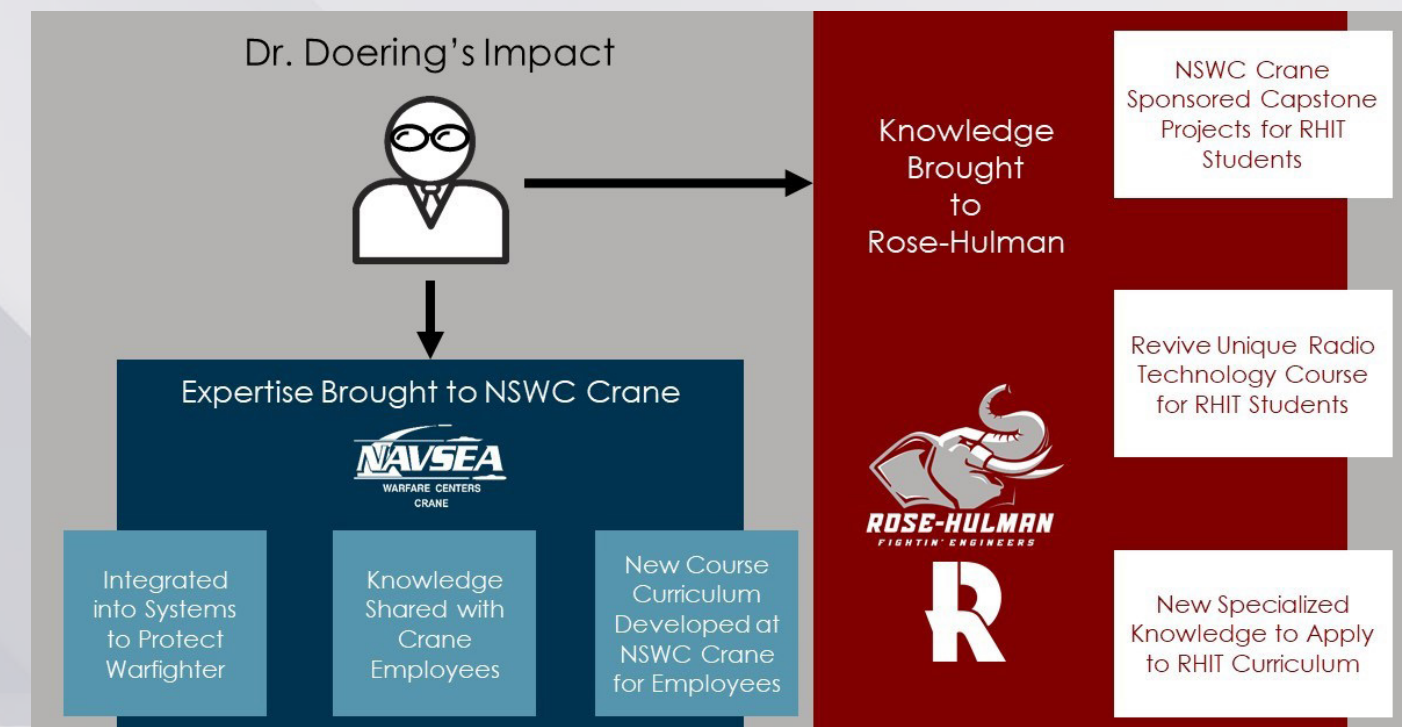 Dr. Doering's Impact
Expertise Brought to NSWC Crane
NAVSEA
WARFARE CENTERS
CRANE
Integrated
into Systems
to Protect
Warfighter
Knowledge
Shared with
Crane
Employees
New Course
Curriculum
Developed at
NSWC Crane
for Employees
Knowledge
Brought
to
Rose-Hulman
ROSE-HULMAN
FIGHTIN' ENGINEERS
R
NSWC Crane
Sponsored Capstone
Projects for RHIT
Students
Revive Unique Radio
Technology Course
for RHIT Students
New Specialized
Knowledge to Apply
to RHIT Curriculum